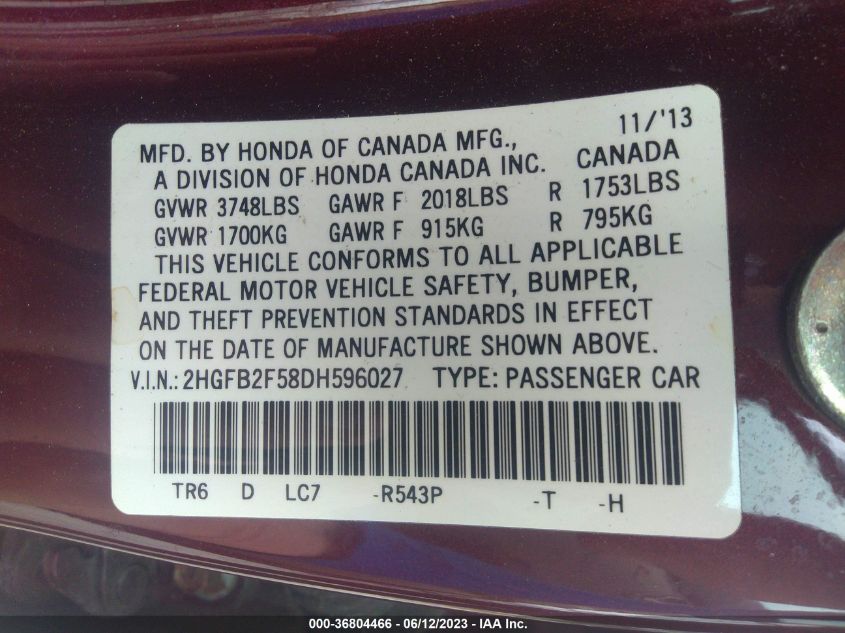 11/'13
MFD. BY HONDA OF CANADA MFG., CANADA
A DIVISION OF HONDA CANADA INC.
GVWR 3748LBS GAWR F 2018LBS R 1753LBS
GVWR 1700KG GAWR F 915KG R 795KG
THIS VEHICLE CONFORMS TO ALL APPLICABLE
FEDERAL MOTOR VEHICLE SAFETY, BUMPER,
AND THEFT PREVENTION STANDARDS IN EFFECT
ON THE DATE OF MANUFACTURE SHOWN ABOVE.
V.I.N.: 2HGFB2F58DH596027 TYPE: PASSENGER CAR
TR6 D LC7 -R543P -T -H
000-36804466 - 06/12/2023 - IAA Inc.